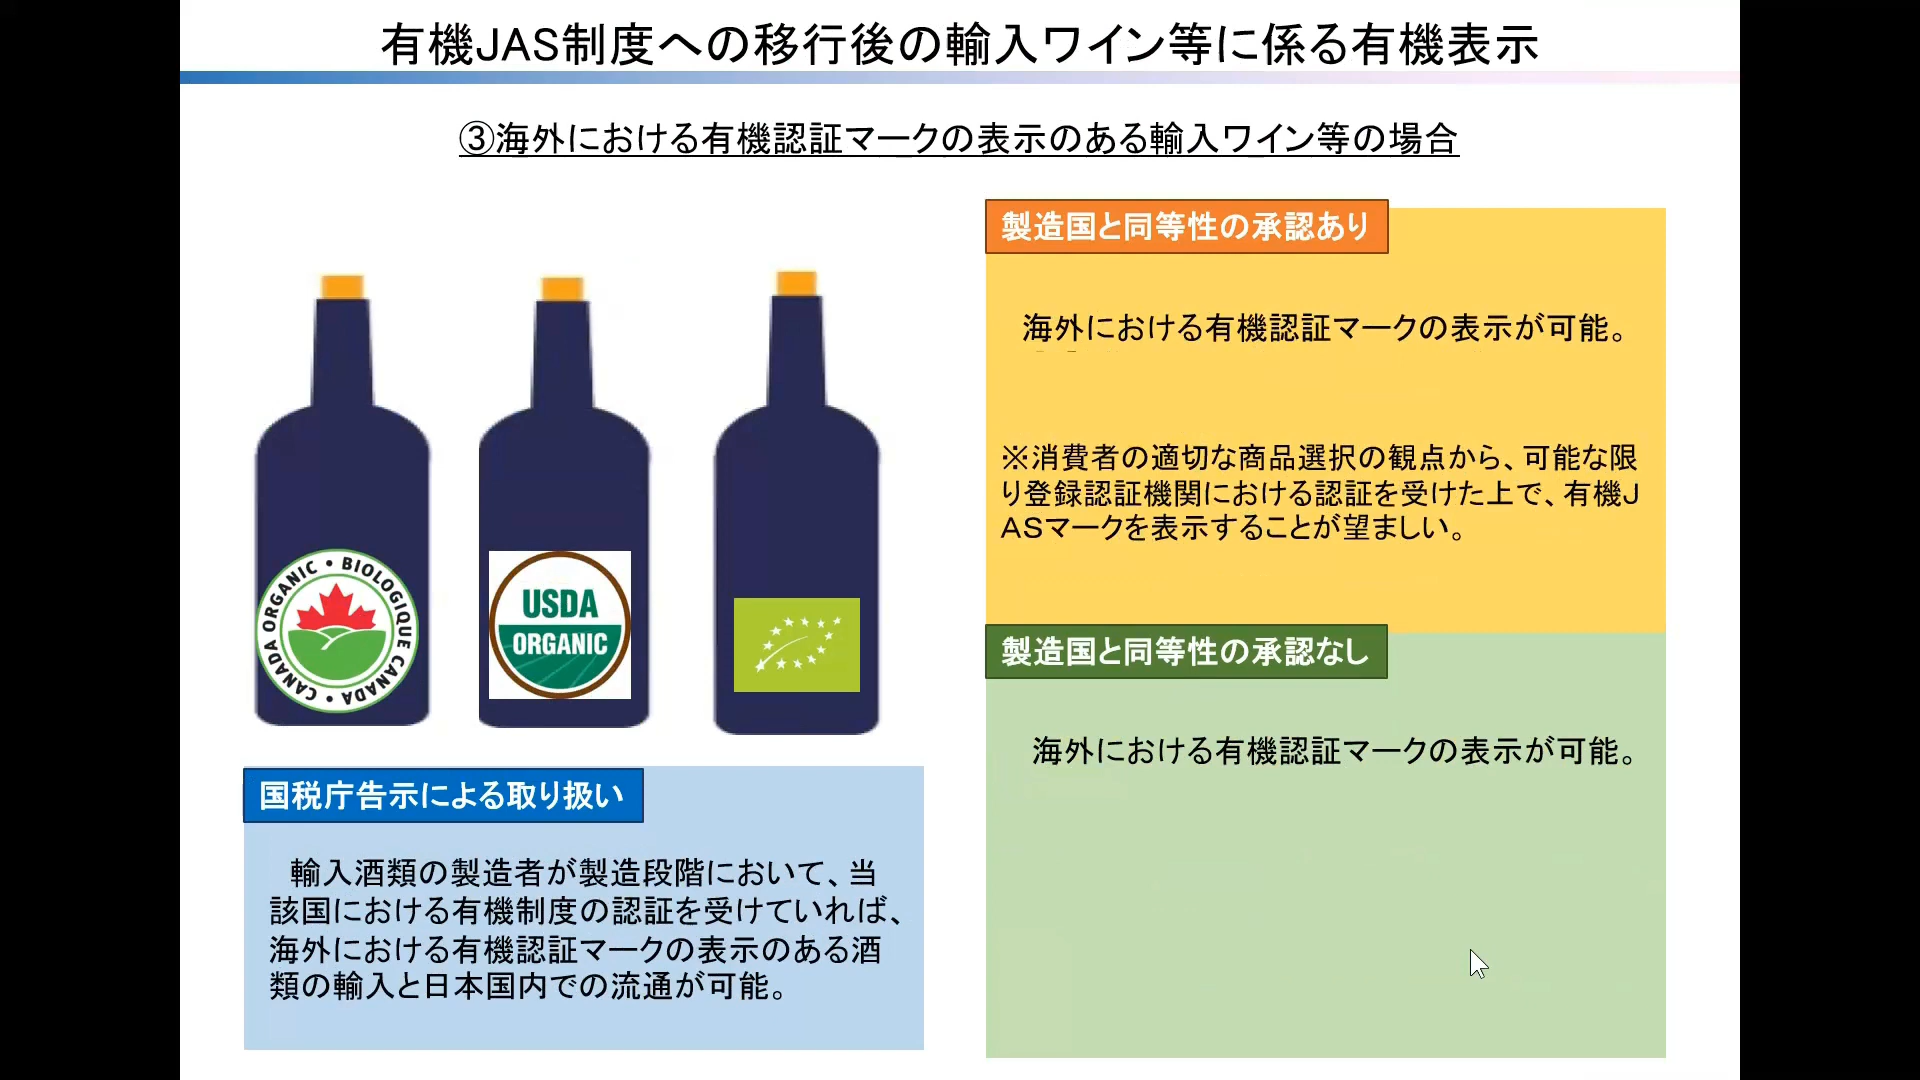 有機JAS制度への移行後の輸入ワイン等に係る有機表示
③海外における有機認証マークの表示のある輸入ワイン等の場合
CANADA ORGANIC • BIOLOGIQUE CANADA •
USDA
ORGANIC
国税庁告示による取り扱い
輸入酒類の製造者が製造段階において、当
該国における有機制度の認証を受けていれば、
海外における有機認証マークの表示のある酒
類の輸入と日本国内での流通が可能。
製造国と同等性の承認あり
海外における有機認証マークの表示が可能。
※消費者の適切な商品選択の観点から、可能な限
り登録認証機関における認証を受けた上で、有機J
ASマークを表示することが望ましい。
製造国と同等性の承認なし
海外における有機認証マークの表示が可能。